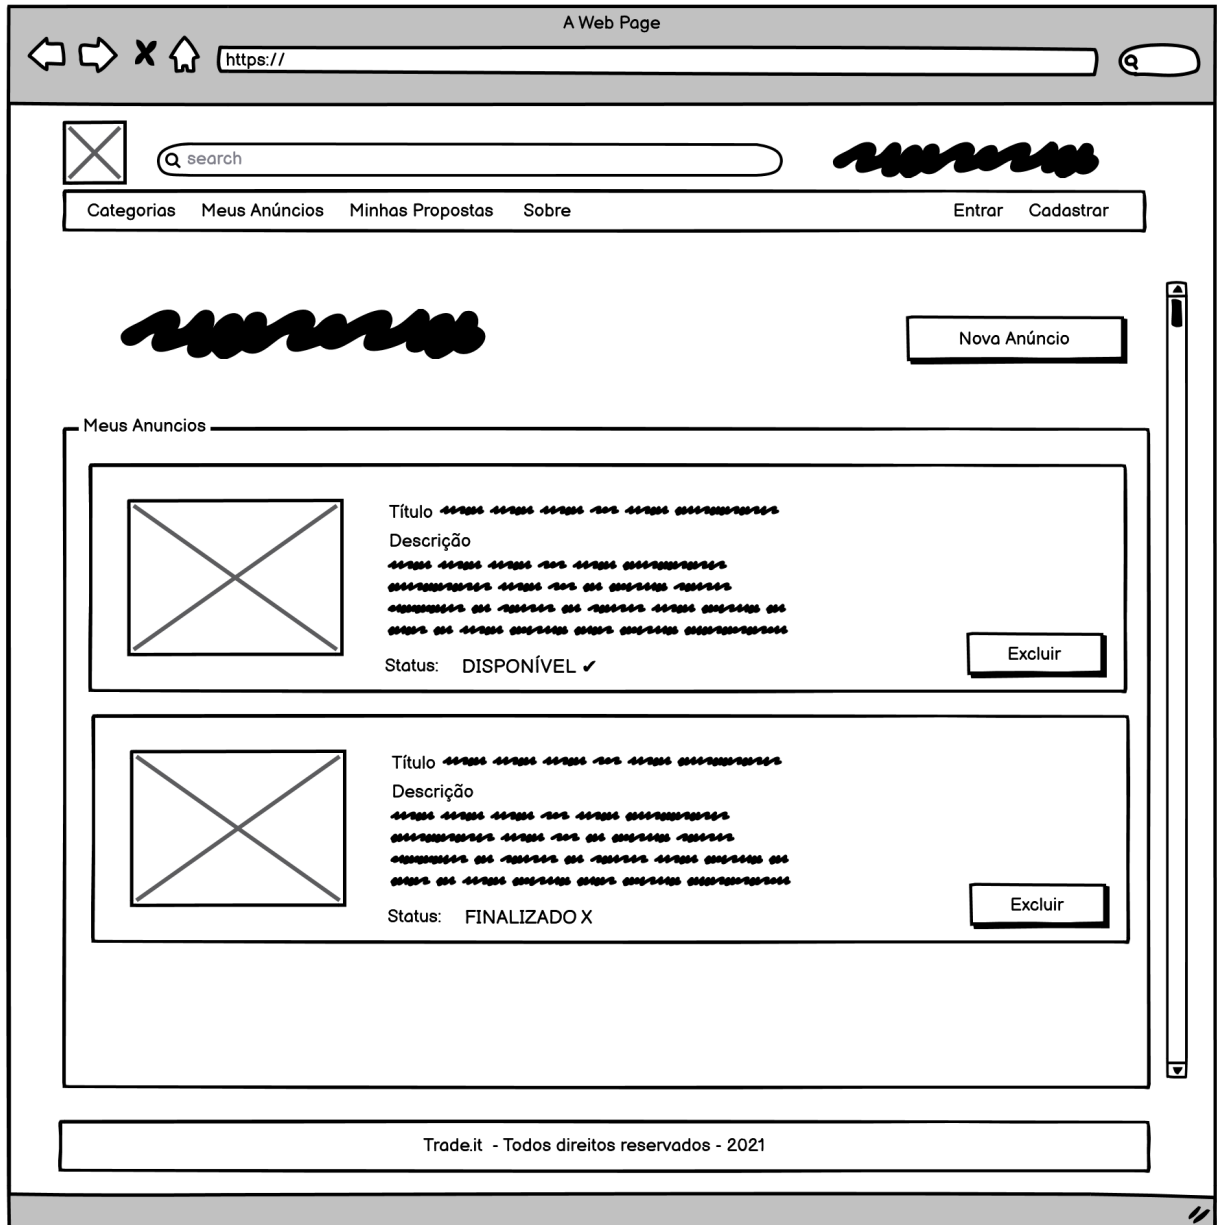 A Web Page
https://
search
Categorias Meus Anúncios Minhas Propostas Sobre Entrar Cadastrar
Nova Anúncio
Meus Anuncios
Título
Descrição
Status: DISPONÍVEL ✔
Excluir
Título
Descrição
Status: FINALIZADO X
Excluir
Trade.it - Todos direitos reservados - 2021